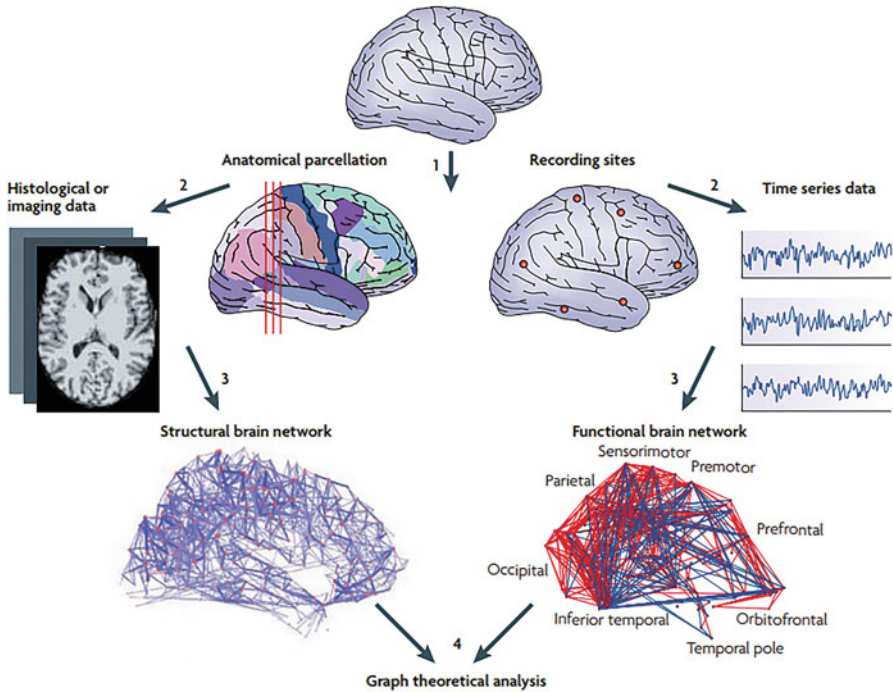 Anatomical parcellation
1
Recording sites
Histological or
imaging data
2
2
Time series data
3
3
Structural brain network
Functional brain network
Sensorimotor
Premotor
Parietal
Prefrontal
Occipital
Inferior temporal
Orbitofrontal
Temporal pole
4
Graph theoretical analysis